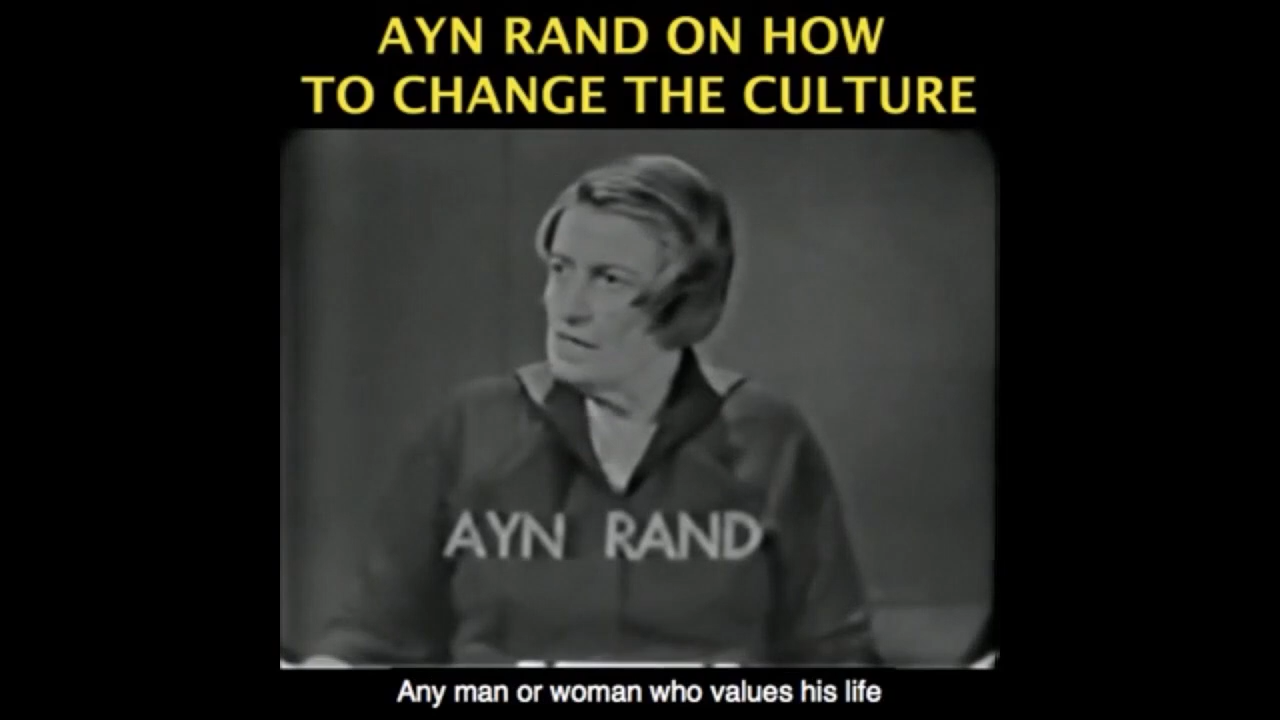 AYN RAND ON HOW
TO CHANGE THE CULTURE
AYN RAND
Any man or woman who values his life